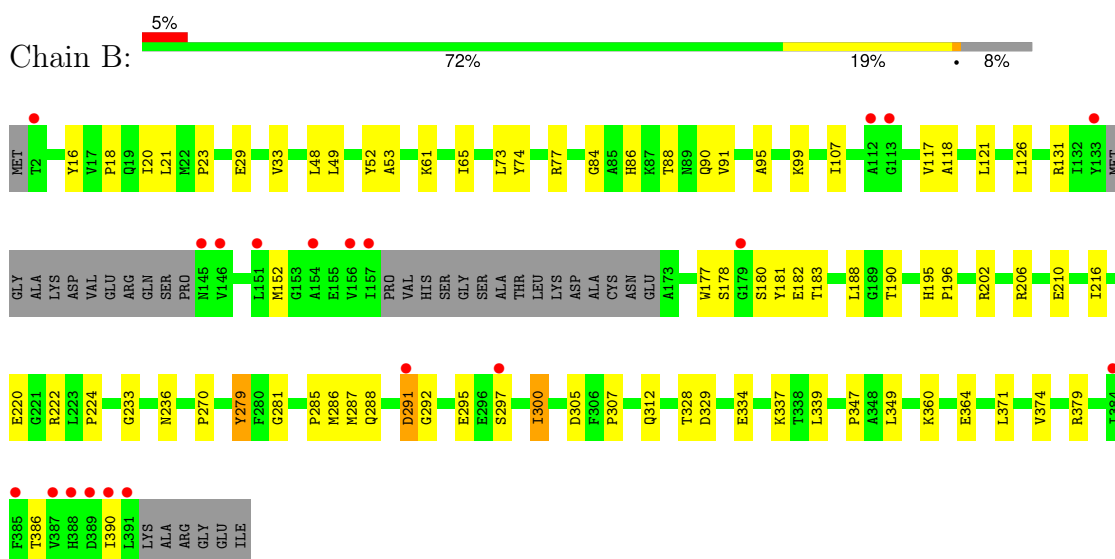 5%
Chain B:
72% 19% • 8%
MET T2 Y16 V17 P18 Q19 I20 L21 M22 P23 E29 V33 L48 L49 Y52 A53 K61 I65 L73 Y74 R77 G84 A85 H86 K87 T88 N89 Q90 V91 A95 K99 I107 A112 G113 V117 A118 L121 L126 R131 I132 Y133 MET
GLY ALA LYS ASP VAL GLU ARG GLN SER PRO N145 V146 L151 M152 G153 A154 E155 V156 I157 PRO VAL HIS SER GLY SER ALA THR LEU LYS ASP ALA CYS ASN GLU A173 W177 S178 G179 S180 Y181 E182 T183 L188 G189 T190 H195 P196 R202 R206 E210 I216
E220 G221 R222 L223 P224 G233 N236 P270 Y279 F280 G281 P285 M286 M287 Q288 D291 G292 E295 E296 S297 I300 D305 F306 P307 Q312 T328 D329 E334 K337 T338 L339 P347 A348 L349 K360 E364 L371 V374 R379
F385 T386 V387 H388 D389 I390 L391 LYS ALA ARG GLY GLU ILE